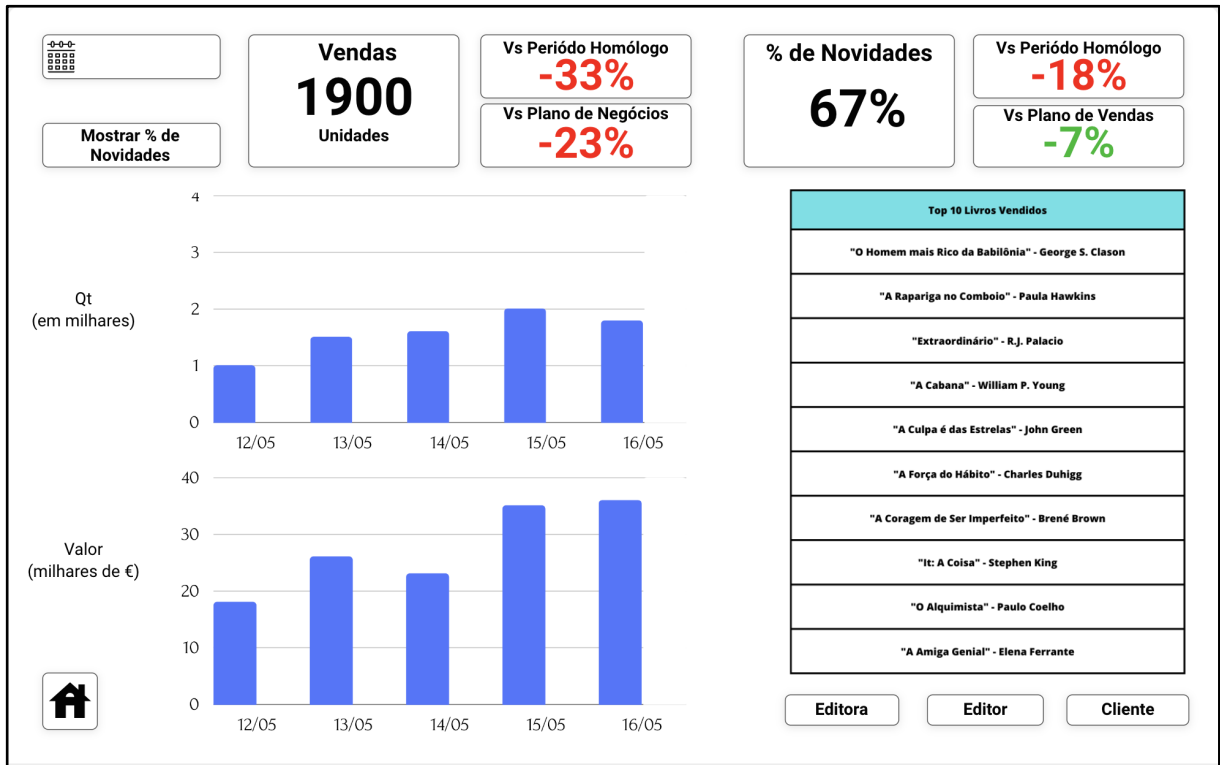 Vendas
1900
Unidades
Vs Periódo Homólogo
-33%
Vs Plano de Negócios
-23%
% de Novidades
67%
Vs Periódo Homólogo
-18%
Vs Plano de Vendas
-7%
Mostrar % de
Novidades
Qt
(em milhares)
4
3
2
1
0
12/05 13/05 14/05 15/05 16/05
Valor
(milhares de €)
40
30
20
10
0
12/05 13/05 14/05 15/05 16/05
Top 10 Livros Vendidos
"O Homem mais Rico da Babilônia" - George S. Clason
"A Rapariga no Comboio" - Paula Hawkins
"Extraordinário" - R.J. Palacio
"A Cabana" - William P. Young
"A Culpa é das Estrelas" - John Green
"A Força do Hábito" - Charles Duhigg
"A Coragem de Ser Imperfeito" - Brené Brown
"It: A Coisa" - Stephen King
"O Alquimista" - Paulo Coelho
"A Amiga Genial" - Elena Ferrante
Editora
Editor
Cliente